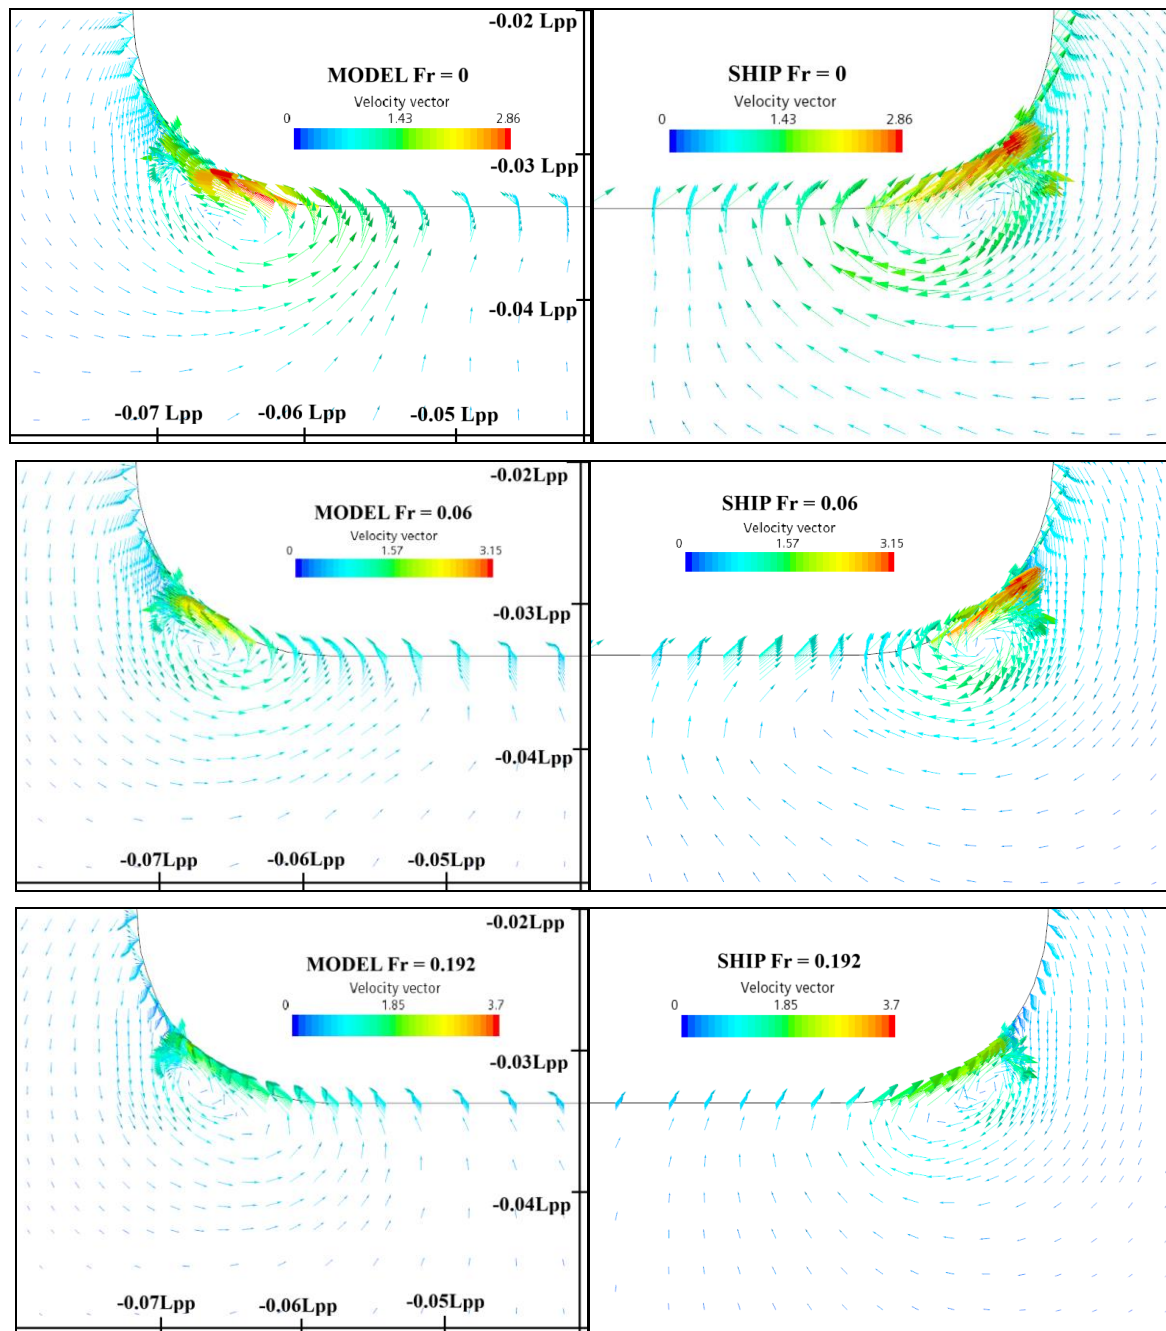 -0.02 Lpp
MODEL Fr = 0
Velocity vector
0 1.43 2.86
-0.03 Lpp
-0.04 Lpp
-0.07 Lpp -0.06 Lpp -0.05 Lpp
SHIP Fr = 0
Velocity vector
0 1.43 2.86
-0.02Lpp
MODEL Fr = 0.06
Velocity vector
0 1.57 3.15
-0.03Lpp
-0.04Lpp
-0.07Lpp -0.06Lpp -0.05Lpp
SHIP Fr = 0.06
Velocity vector
0 1.57 3.15
-0.02Lpp
MODEL Fr = 0.192
Velocity vector
0 1.85 3.7
-0.03Lpp
-0.04Lpp
-0.07Lpp -0.06Lpp -0.05Lpp
SHIP Fr = 0.192
Velocity vector
0 1.85 3.7